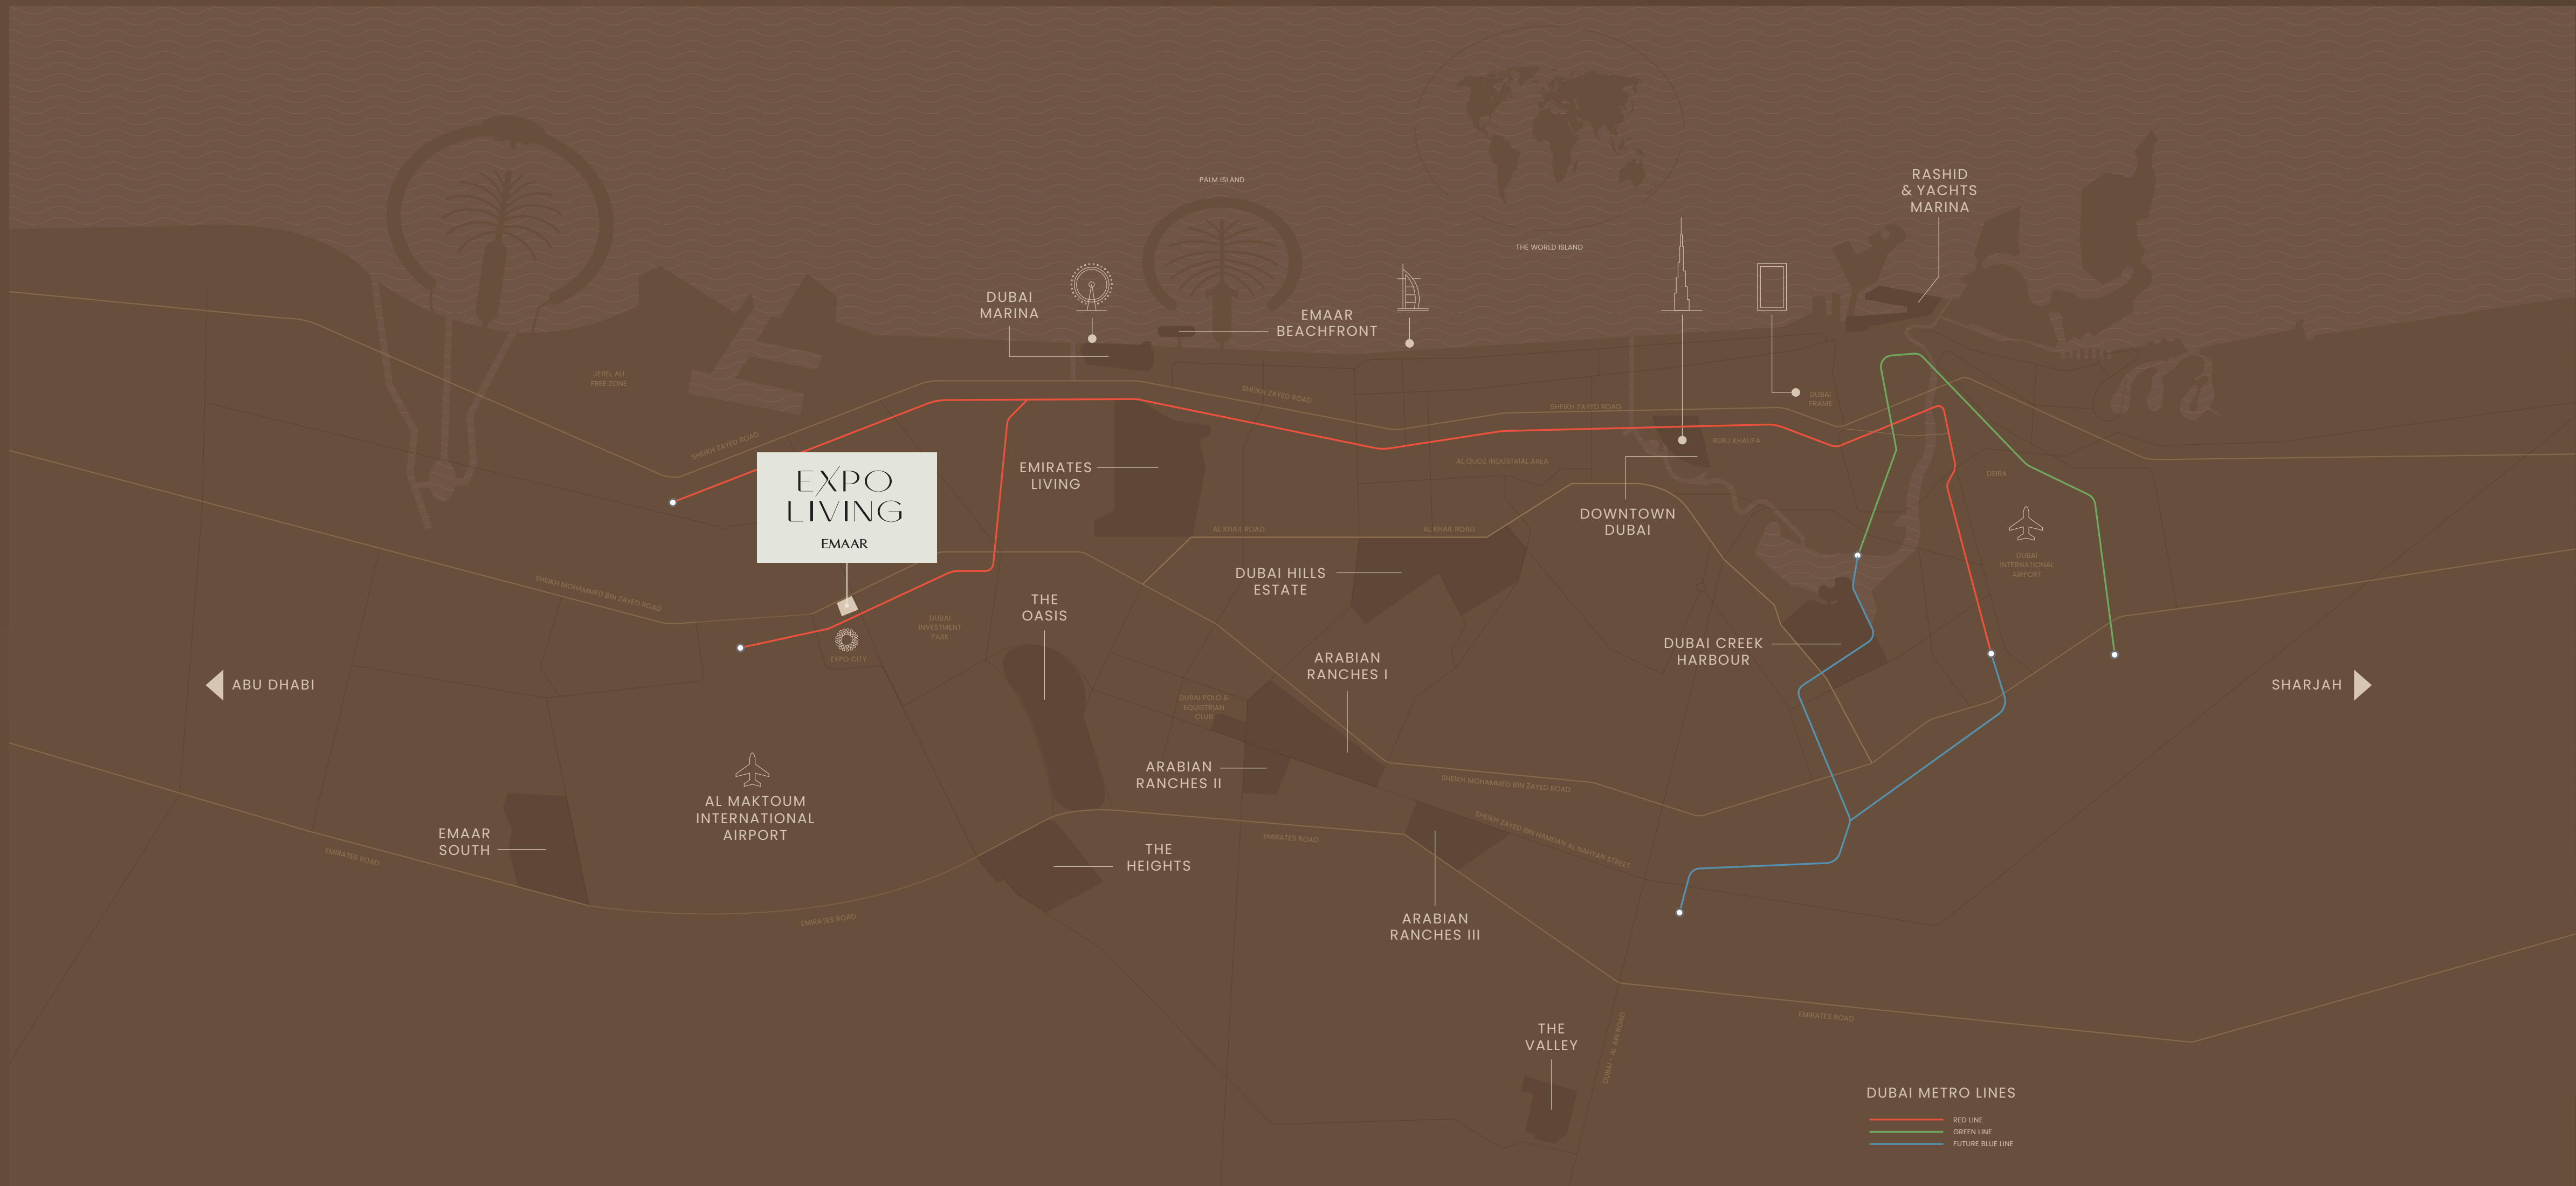 PALM ISLAND
THE WORLD ISLAND
RASHID
& YACHTS
MARINA
DUBAI
MARINA
EMAAR
BEACHFRONT
JEBEL ALI
FREE ZONE
SHEIKH ZAYED ROAD
SHEIKH ZAYED ROAD
SHEIKH ZAYED ROAD
DUBAI
FRAME
BURJ KHALIFA
AL QUOZ INDUSTRIAL AREA
DEIRA
EXPO
LIVING
EMAAR
EMIRATES
LIVING
AL KHAIL ROAD
AL KHAIL ROAD
DOWNTOWN
DUBAI
DUBAI
INTERNATIONAL
AIRPORT
DUBAI HILLS
ESTATE
SHEIKH MOHAMMED BIN ZAYED ROAD
THE
OASIS
DUBAI
INVESTMENT
PARK
EXPO CITY
DUBAI CREEK
HARBOUR
ARABIAN
RANCHES I
ABU DHABI
SHARJAH
DUBAI POLO &
EQUISTRIAN
CLUB
ARABIAN
RANCHES II
SHEIKH MOHAMMED BIN ZAYED ROAD
AL MAKTOUM
INTERNATIONAL
AIRPORT
EMAAR
SOUTH
EMIRATES ROAD
EMIRATES ROAD
SHEIKH ZAYED BIN HAMDAN AL NAHYAN STREET
THE
HEIGHTS
EMIRATES ROAD
ARABIAN
RANCHES III
EMIRATES ROAD
THE
VALLEY
DUBAI - AL AIN ROAD
DUBAI METRO LINES
RED LINE
GREEN LINE
FUTURE BLUE LINE